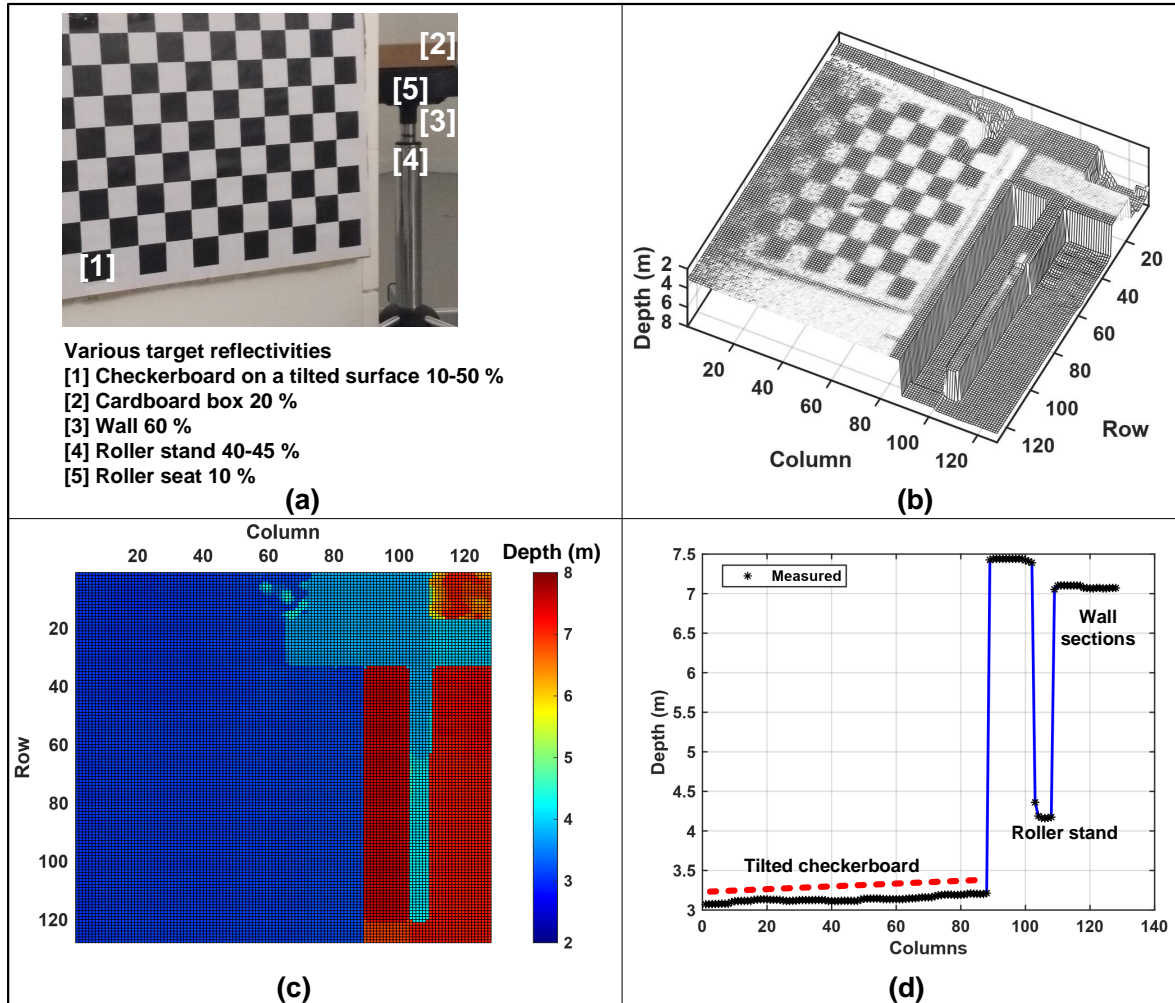 [2]
[5]
[3]
[4]
[1]
Various target reflectivities
[1] Checkerboard on a tilted surface 10-50 %
[2] Cardboard box 20 %
[3] Wall 60 %
[4] Roller stand 40-45 %
[5] Roller seat 10 %
(a)
Depth (m)
2
4
6
8
20
40
60
80
100
120
Column
20
40
60
80
100
120
Row
(b)
Column
20 40 60 80 100 120
Depth (m)
Row
20
40
60
80
100
120
8
7
6
5
4
3
2
(c)
7.5
7
6.5
6
5.5
5
4.5
4
3.5
3
Depth (m)
Measured
Wall
sections
Roller stand
Tilted checkerboard
0 20 40 60 80 100 120 140
Columns
(d)